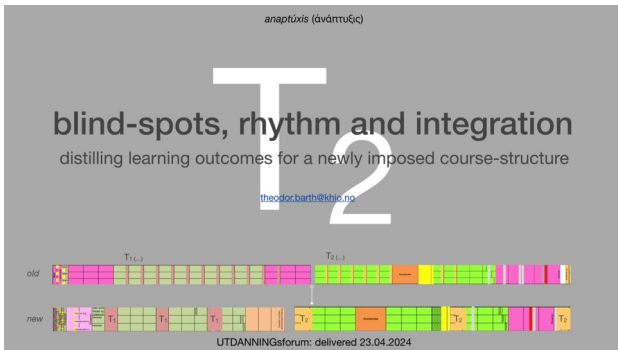 anaptúxis (ἀνάπτυξις)
T2
blind-spots, rhythm and integration
distilling learning outcomes for a newly imposed course-structure
theodor.barth@khio.no
T1 (...)
T2 (...)
old
new
T1
T1
T1
T2
T2
T2
UTDANNINGsforum: delivered 23.04.2024